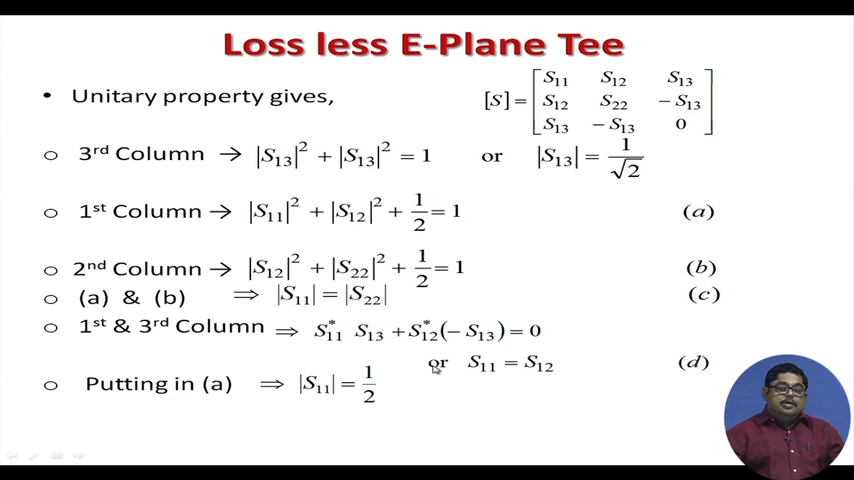 Loss less E-Plane Tee
• Unitary property gives, [S] = [ S₁₁ S₁₂ S₁₃
S₁₂ S₂₂ − S₁₃
S₁₃ − S₁₃ 0 ]
o 3rd Column → |S₁₃|² + |S₁₃|² = 1 or |S₁₃| = 1/√2
o 1st Column → |S₁₁|² + |S₁₂|² + 1/2 = 1 (a)
o 2nd Column → |S₁₂|² + |S₂₂|² + 1/2 = 1 (b)
o (a) & (b) ⇒ |S₁₁| = |S₂₂| (c)
o 1st & 3rd Column ⇒ S₁₁* S₁₃ + S₁₂*(− S₁₃) = 0
or S₁₁ = S₁₂ (d)
o Putting in (a) ⇒ |S₁₁| = 1/2